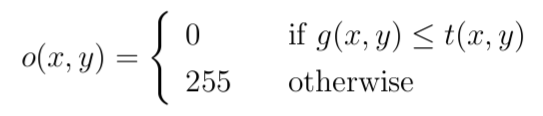 o(x, y) = { 0 if g(x, y) ≤ t(x, y)
255 otherwise